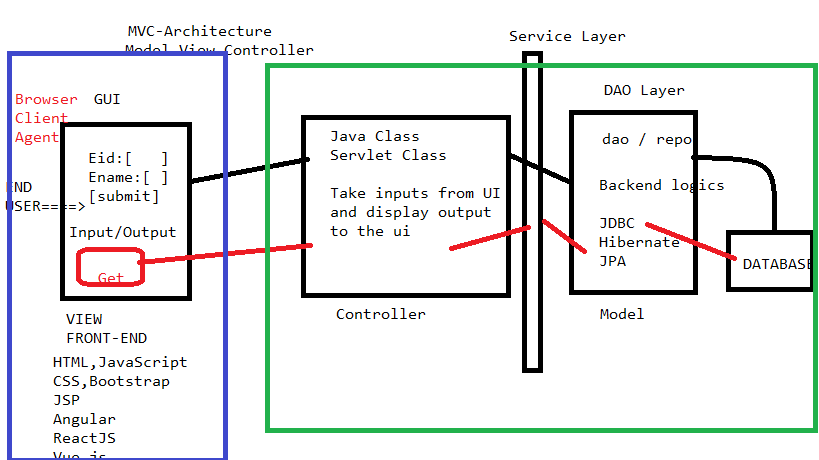 MVC-Architecture
Model View Controller
Service Layer
Browser
Client
Agent
GUI
Eid:[   ]
Ename:[ ]
[submit]
END
USER====>
Input/Output
Get
VIEW
FRONT-END
HTML,JavaScript
CSS,Bootstrap
JSP
Angular
ReactJS
Vue.js
Java Class
Servlet Class
Take inputs from UI
and display output
to the ui
Controller
DAO Layer
dao / repo
Backend logics
JDBC
Hibernate
JPA
Model
DATABASE